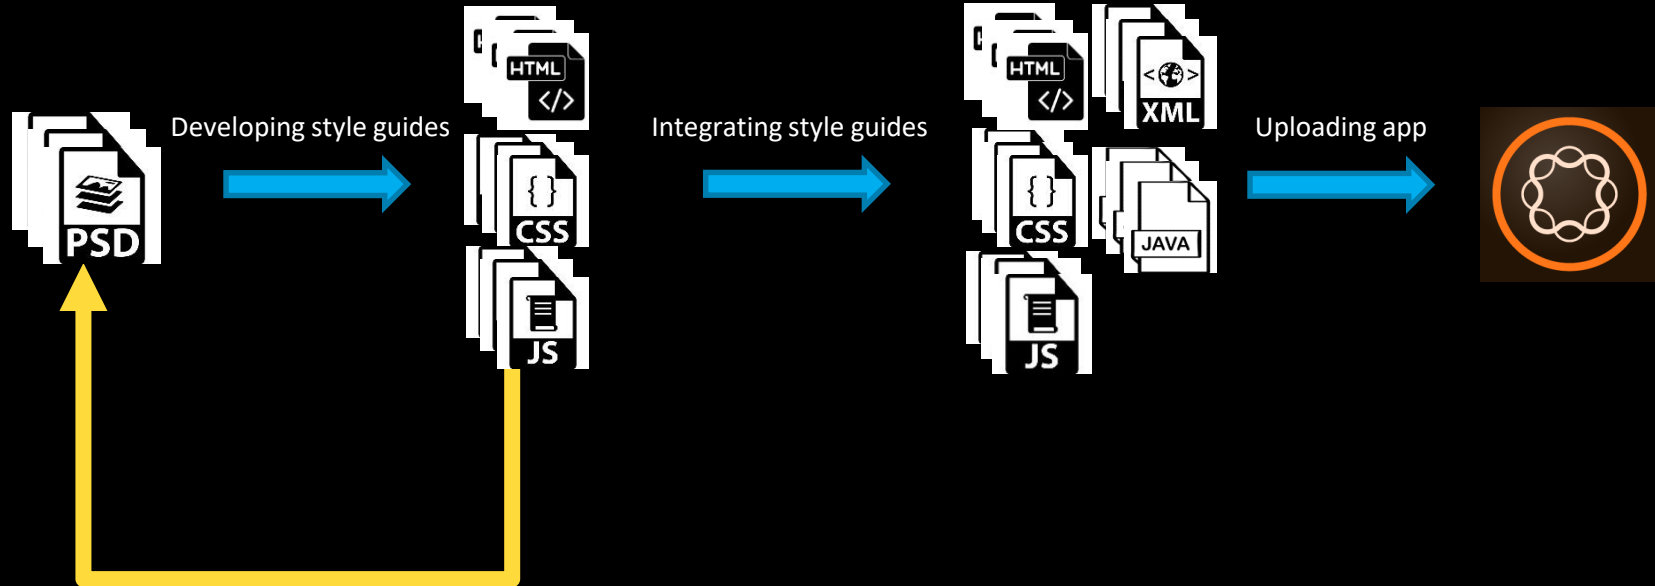 Developing style guides
Integrating style guides
Uploading app
PSD
HTML
</>
CSS
{ }
JS
HTML
</>
CSS
{ }
JS
< >
XML
JAVA